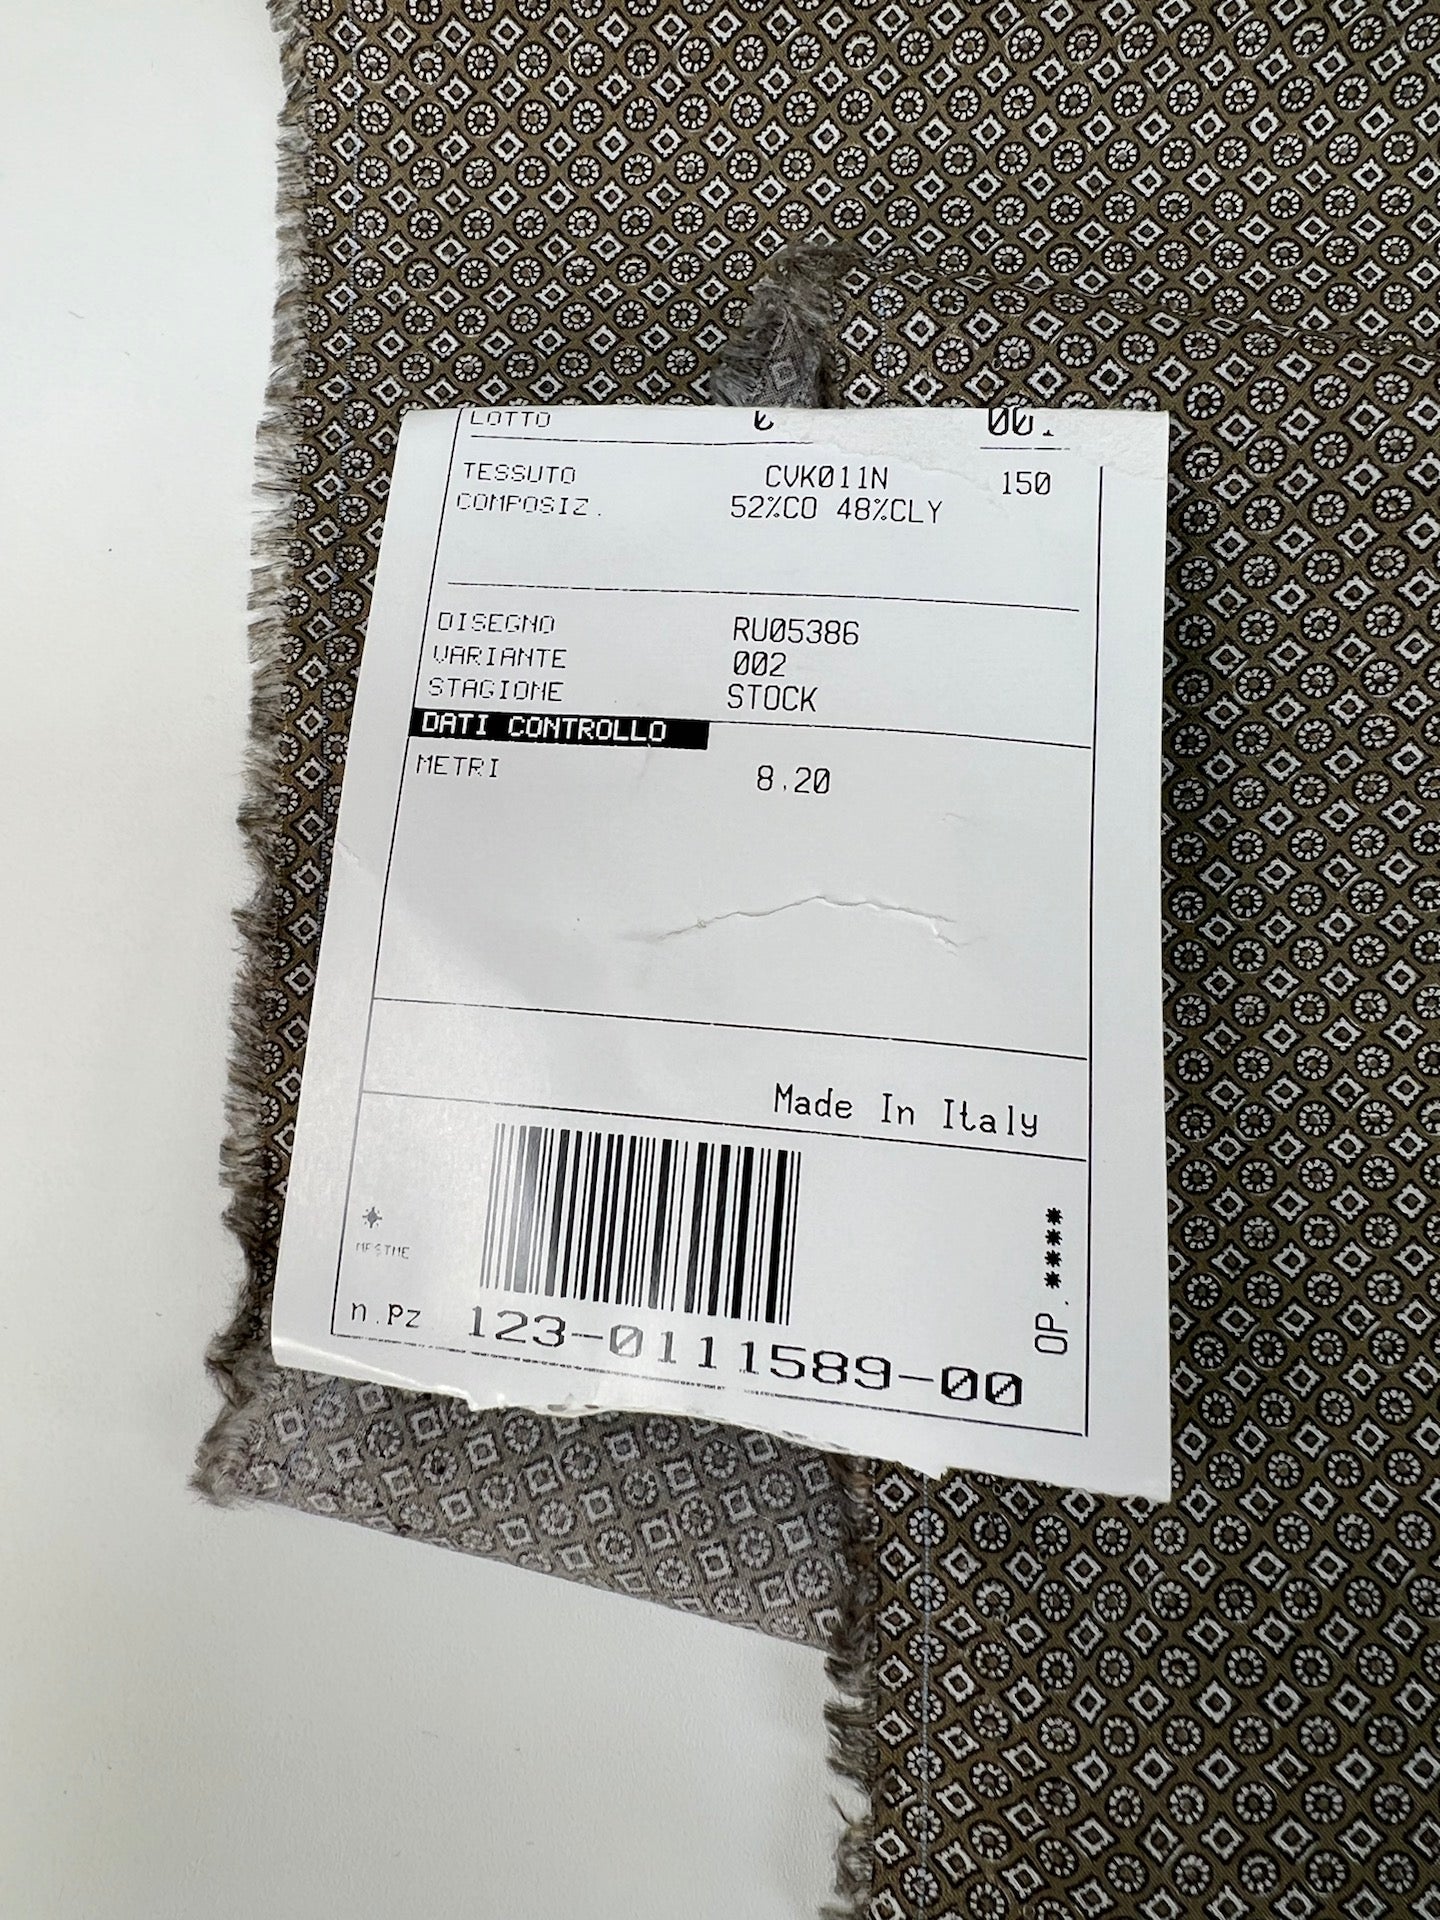 LOTTO
TESSUTO CVK011N 150
COMPOSIZ. 52%CO 48%CLY
DISEGNO RU05386
VARIANTE 002
STAGIONE STOCK
DATI CONTROLLO
METRI 8.20
Made In Italy
n.pz 123-0111589-00
OP. ****